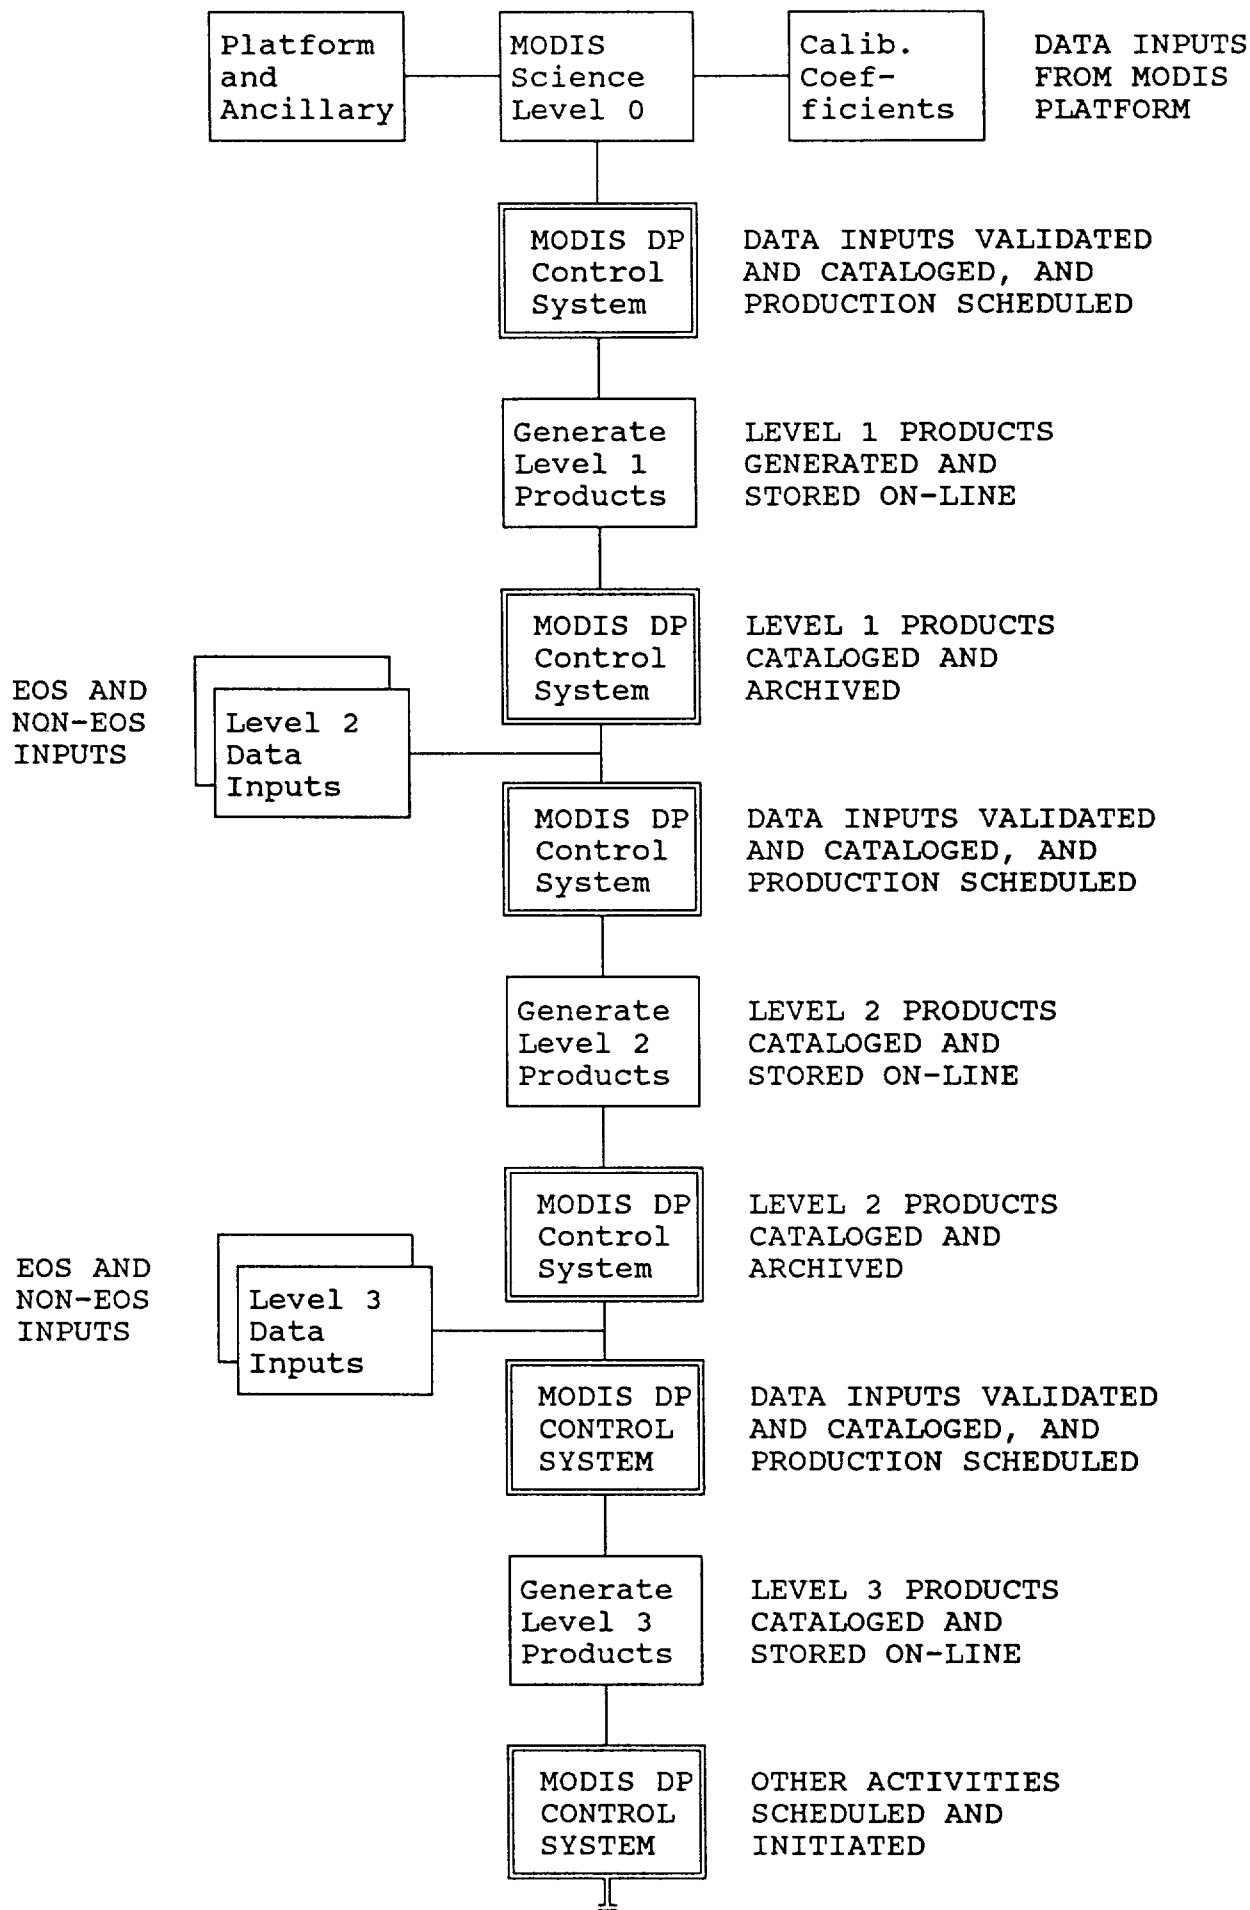 Platform
and
Ancillary
MODIS
Science
Level 0
Calib.
Coef-
ficients
DATA INPUTS
FROM MODIS
PLATFORM
MODIS DP
Control
System
DATA INPUTS VALIDATED
AND CATALOGED, AND
PRODUCTION SCHEDULED
Generate
Level 1
Products
LEVEL 1 PRODUCTS
GENERATED AND
STORED ON-LINE
MODIS DP
Control
System
LEVEL 1 PRODUCTS
CATALOGED AND
ARCHIVED
EOS AND
NON-EOS
INPUTS
Level 2
Data
Inputs
MODIS DP
Control
System
DATA INPUTS VALIDATED
AND CATALOGED, AND
PRODUCTION SCHEDULED
Generate
Level 2
Products
LEVEL 2 PRODUCTS
CATALOGED AND
STORED ON-LINE
MODIS DP
Control
System
LEVEL 2 PRODUCTS
CATALOGED AND
ARCHIVED
EOS AND
NON-EOS
INPUTS
Level 3
Data
Inputs
MODIS DP
CONTROL
SYSTEM
DATA INPUTS VALIDATED
AND CATALOGED, AND
PRODUCTION SCHEDULED
Generate
Level 3
Products
LEVEL 3 PRODUCTS
CATALOGED AND
STORED ON-LINE
MODIS DP
CONTROL
SYSTEM
OTHER ACTIVITIES
SCHEDULED AND
INITIATED